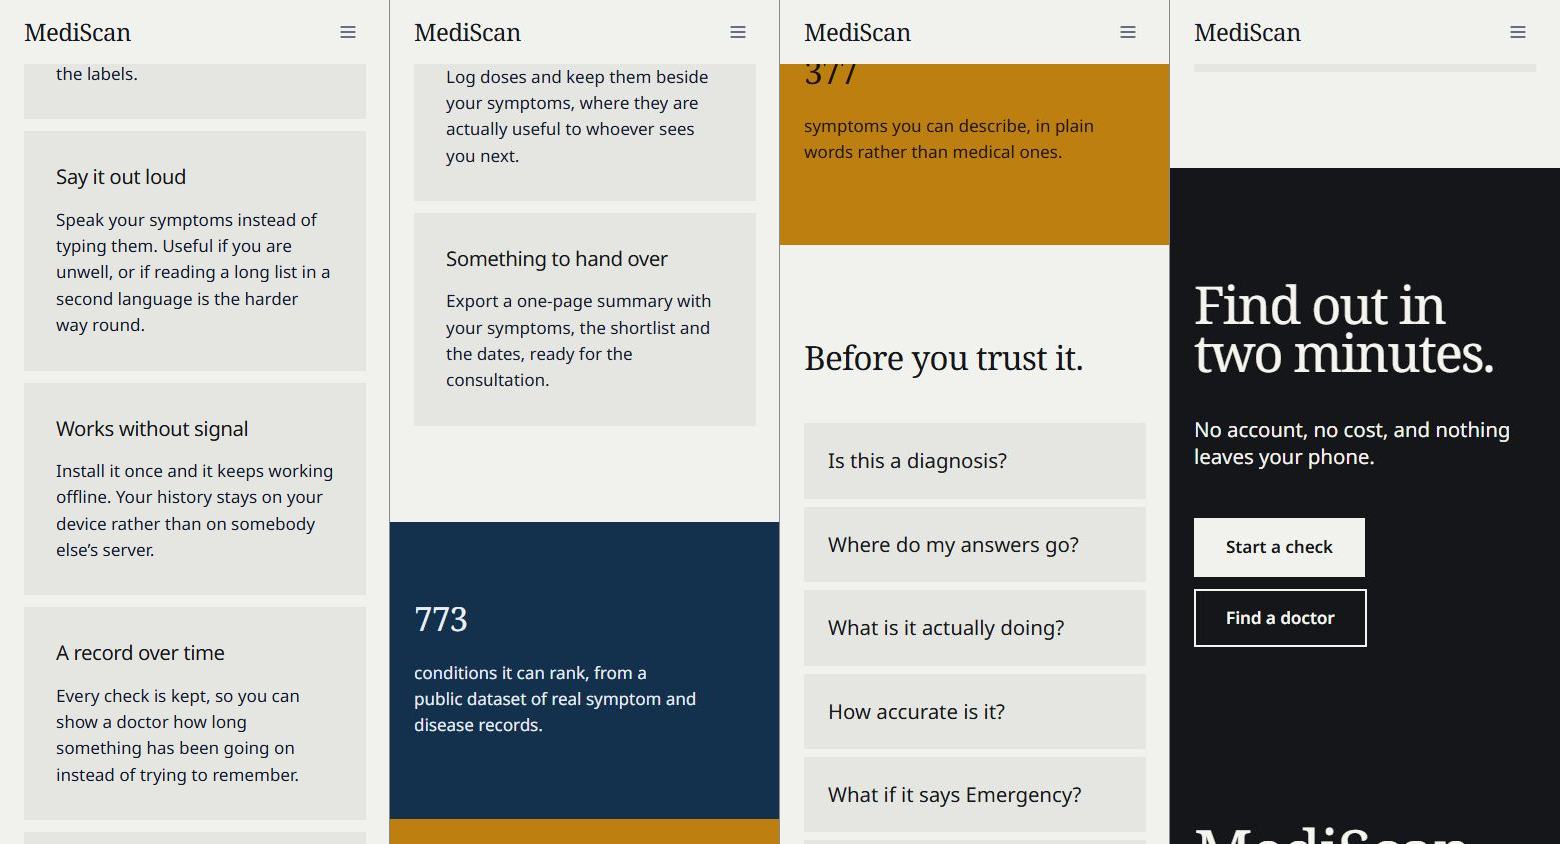 MediScan
the labels.
Say it out loud
Speak your symptoms instead of
typing them. Useful if you are
unwell, or if reading a long list in a
second language is the harder
way round.
Works without signal
Install it once and it keeps working
offline. Your history stays on your
device rather than on somebody
else’s server.
A record over time
Every check is kept, so you can
show a doctor how long
something has been going on
instead of trying to remember.
MediScan
Log doses and keep them beside
your symptoms, where they are
actually useful to whoever sees
you next.
Something to hand over
Export a one-page summary with
your symptoms, the shortlist and
the dates, ready for the
consultation.
773
conditions it can rank, from a
public dataset of real symptom and
disease records.
MediScan
377
symptoms you can describe, in plain
words rather than medical ones.
Before you trust it.
Is this a diagnosis?
Where do my answers go?
What is it actually doing?
How accurate is it?
What if it says Emergency?
MediScan
Find out in
two minutes.
No account, no cost, and nothing
leaves your phone.
Start a check
Find a doctor
MediScan